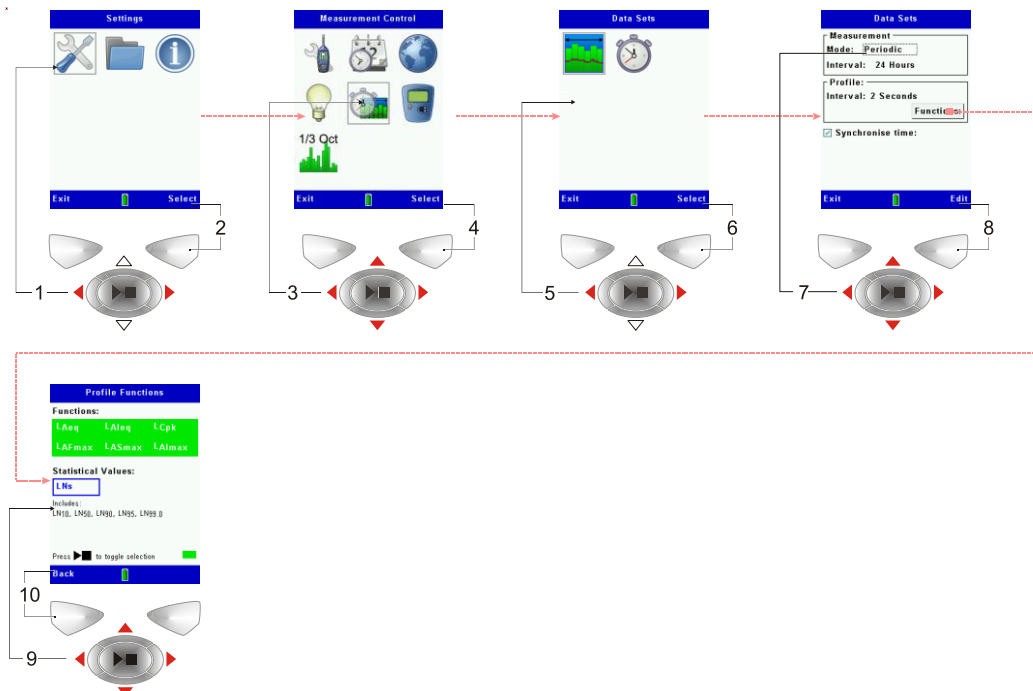 Settings
Exit
Select
2
1
Measurement Control
1/3 Oct
Exit
Select
4
3
Data Sets
Exit
Select
6
5
Data Sets
Measurement
Mode: Periodic
Interval: 24 Hours
Profile:
Interval: 2 Seconds
Synchronise time:
Exit
Edit
8
7
Profile Functions
Functions:
LAeq LAIeq LCpk
LAFmax LASmax LAImax
Statistical Values:
LNs
Includes:
LN10, LN50, LN90, LN95, LN99.0
Press to toggle selection
Back
10
9